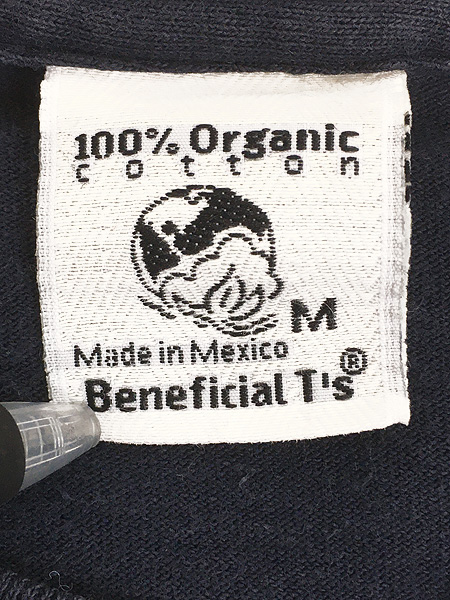 100% Organic
cotton
M
Made in Mexico
Beneficial T's®